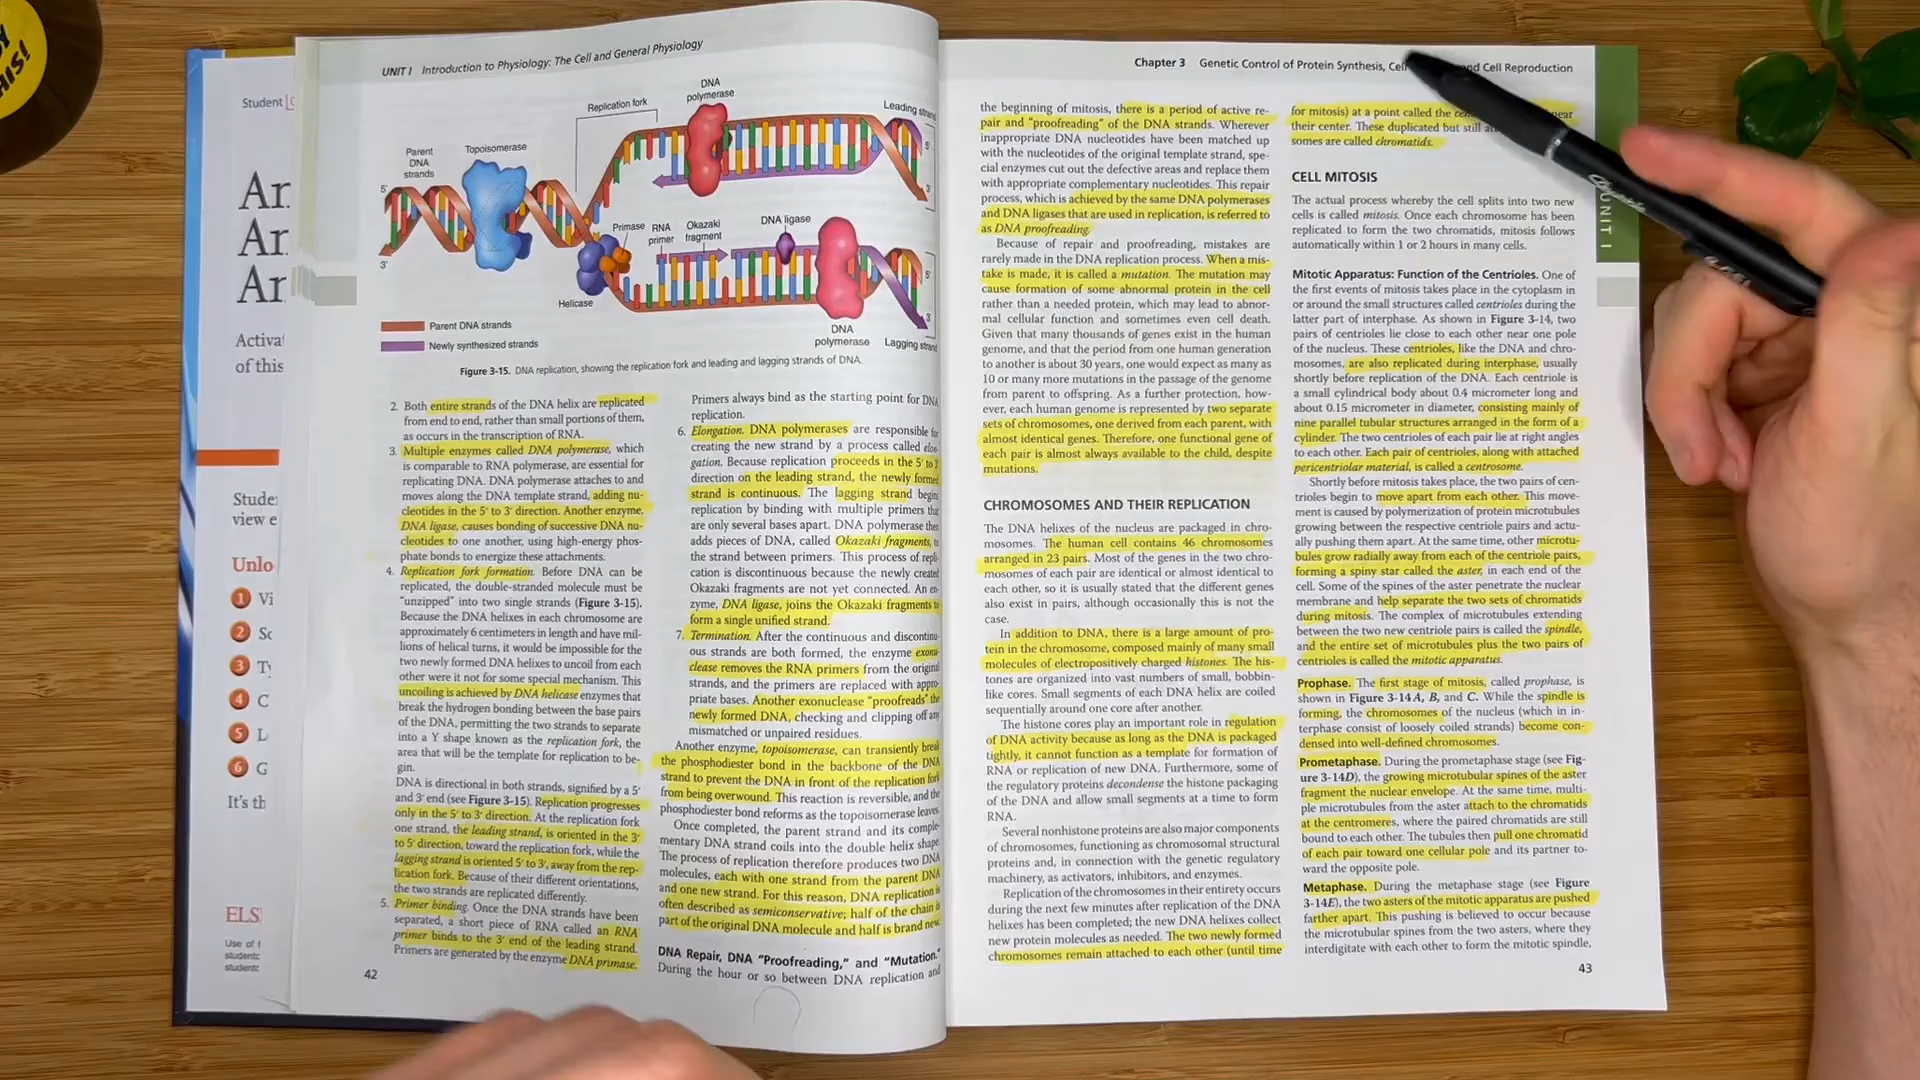 UNIT I Introduction to Physiology: The Cell and General Physiology
Student
Ar
Ar
Ar
Activa
of this
Stude
view e
Unlo
1 Vi
2 Sc
3 Ty
4 C
5 L
6 G
It's th
ELS
Use of
studentc
studentc
Parent
DNA
strands
Topoisomerase
Replication fork
DNA
polymerase
Leading strand
5'
3'
5'
3'
Primase
RNA
primer
Okazaki
fragment
DNA ligase
5'
3'
Helicase
DNA
polymerase
Lagging strand
Parent DNA strands
Newly synthesized strands
Figure 3-15. DNA replication, showing the replication fork and leading and lagging strands of DNA.
2. Both entire strands of the DNA helix are replicated
from end to end, rather than small portions of them,
as occurs in the transcription of RNA.
3. Multiple enzymes called DNA polymerase, which
is comparable to RNA polymerase, are essential for
replicating DNA. DNA polymerase attaches to and
moves along the DNA template strand, adding nu-
cleotides in the 5' to 3' direction. Another enzyme,
DNA ligase, causes bonding of successive DNA nu-
cleotides to one another, using high-energy phos-
phate bonds to energize these attachments.
4. Replication fork formation. Before DNA can be
replicated, the double-stranded molecule must be
"unzipped" into two single strands (Figure 3-15).
Because the DNA helixes in each chromosome are
approximately 6 centimeters in length and have mil-
lions of helical turns, it would be impossible for the
two newly formed DNA helixes to uncoil from each
other were it not for some special mechanism. This
uncoiling is achieved by DNA helicase enzymes that
break the hydrogen bonding between the base pairs
of the DNA, permitting the two strands to separate
into a Y shape known as the replication fork, the
area that will be the template for replication to be-
gin.
DNA is directional in both strands, signified by a 5'
and 3' end (see Figure 3-15). Replication progresses
only in the 5' to 3' direction. At the replication fork
one strand, the leading strand, is oriented in the 3'
to 5' direction, toward the replication fork, while the
lagging strand is oriented 5' to 3', away from the rep-
lication fork. Because of their different orientations,
the two strands are replicated differently.
5. Primer binding. Once the DNA strands have been
separated, a short piece of RNA called an RNA
primer binds to the 3' end of the leading strand.
Primers are generated by the enzyme DNA primase.
42
Primers always bind as the starting point for DNA
replication.
6. Elongation. DNA polymerases are responsible for
creating the new strand by a process called elon-
gation. Because replication proceeds in the 5' to 3'
direction on the leading strand, the newly formed
strand is continuous. The lagging strand begins
replication by binding with multiple primers that
are only several bases apart. DNA polymerase then
adds pieces of DNA, called Okazaki fragments, to
the strand between primers. This process of repli-
cation is discontinuous because the newly created
Okazaki fragments are not yet connected. An en-
zyme, DNA ligase, joins the Okazaki fragments to
form a single unified strand.
7. Termination. After the continuous and discontinu-
ous strands are both formed, the enzyme exonu-
clease removes the RNA primers from the original
strands, and the primers are replaced with appro-
priate bases. Another exonuclease "proofreads" the
newly formed DNA, checking and clipping off any
mismatched or unpaired residues.
Another enzyme, topoisomerase, can transiently break
the phosphodiester bond in the backbone of the DNA
strand to prevent the DNA in front of the replication fork
from being overwound. This reaction is reversible, and the
phosphodiester bond reforms as the topoisomerase leaves.
Once completed, the parent strand and its comple-
mentary DNA strand coils into the double helix shape.
The process of replication therefore produces two DNA
molecules, each with one strand from the parent DNA
and one new strand. For this reason, DNA replication is
often described as semiconservative; half of the chain is
part of the original DNA molecule and half is brand new.
DNA Repair, DNA "Proofreading," and "Mutation."
During the hour or so between DNA replication and
Chapter 3 Genetic Control of Protein Synthesis, Cell and Cell Reproduction
the beginning of mitosis, there is a period of active re-
pair and "proofreading" of the DNA strands. Wherever
inappropriate DNA nucleotides have been matched up
with the nucleotides of the original template strand, spe-
cial enzymes cut out the defective areas and replace them
with appropriate complementary nucleotides. This repair
process, which is achieved by the same DNA polymerases
and DNA ligases that are used in replication, is referred to
as DNA proofreading.
Because of repair and proofreading, mistakes are
rarely made in the DNA replication process. When a mis-
take is made, it is called a mutation. The mutation may
cause formation of some abnormal protein in the cell
rather than a needed protein, which may lead to abnor-
mal cellular function and sometimes even cell death.
Given that many thousands of genes exist in the human
genome, and that the period from one human generation
to another is about 30 years, one would expect as many as
10 or many more mutations in the passage of the genome
from parent to offspring. As a further protection, how-
ever, each human genome is represented by two separate
sets of chromosomes, one derived from each parent, with
almost identical genes. Therefore, one functional gene of
each pair is almost always available to the child, despite
mutations.
CHROMOSOMES AND THEIR REPLICATION
The DNA helixes of the nucleus are packaged in chro-
mosomes. The human cell contains 46 chromosomes
arranged in 23 pairs. Most of the genes in the two chro-
mosomes of each pair are identical or almost identical to
each other, so it is usually stated that the different genes
also exist in pairs, although occasionally this is not the
case.
In addition to DNA, there is a large amount of pro-
tein in the chromosome, composed mainly of many small
molecules of electropositively charged histones. The his-
tones are organized into vast numbers of small, bobbin-
like cores. Small segments of each DNA helix are coiled
sequentially around one core after another.
The histone cores play an important role in regulation
of DNA activity because as long as the DNA is packaged
tightly, it cannot function as a template for formation of
RNA or replication of new DNA. Furthermore, some of
the regulatory proteins decondense the histone packaging
of the DNA and allow small segments at a time to form
RNA.
Several nonhistone proteins are also major components
of chromosomes, functioning as chromosomal structural
proteins and, in connection with the genetic regulatory
machinery, as activators, inhibitors, and enzymes.
Replication of the chromosomes in their entirety occurs
during the next few minutes after replication of the DNA
helixes has been completed; the new DNA helixes collect
new protein molecules as needed. The two newly formed
chromosomes remain attached to each other (until time
for mitosis) at a point called the near
their center. These duplicated but still
somes are called chromatids.
CELL MITOSIS
The actual process whereby the cell splits into two new
cells is called mitosis. Once each chromosome has been
replicated to form the two chromatids, mitosis follows
automatically within 1 or 2 hours in many cells.
Mitotic Apparatus: Function of the Centrioles. One of
the first events of mitosis takes place in the cytoplasm in
or around the small structures called centrioles during the
latter part of interphase. As shown in Figure 3-14, two
pairs of centrioles lie close to each other near one pole
of the nucleus. These centrioles, like the DNA and chro-
mosomes, are also replicated during interphase, usually
shortly before replication of the DNA. Each centriole is
a small cylindrical body about 0.4 micrometer long and
about 0.15 micrometer in diameter, consisting mainly of
nine parallel tubular structures arranged in the form of a
cylinder. The two centrioles of each pair lie at right angles
to each other. Each pair of centrioles, along with attached
pericentriolar material, is called a centrosome.
Shortly before mitosis takes place, the two pairs of cen-
trioles begin to move apart from each other. This move-
ment is caused by polymerization of protein microtubules
growing between the respective centriole pairs and actu-
ally pushing them apart. At the same time, other microtu-
bules grow radially away from each of the centriole pairs,
forming a spiny star called the aster, in each end of the
cell. Some of the spines of the aster penetrate the nuclear
membrane and help separate the two sets of chromatids
during mitosis. The complex of microtubules extending
between the two new centriole pairs is called the spindle,
and the entire set of microtubules plus the two pairs of
centrioles is called the mitotic apparatus.
Prophase. The first stage of mitosis, called prophase, is
shown in Figure 3-14A, B, and C. While the spindle is
forming, the chromosomes of the nucleus (which in in-
terphase consist of loosely coiled strands) become con-
densed into well-defined chromosomes.
Prometaphase. During the prometaphase stage (see Fig-
ure 3-14D), the growing microtubular spines of the aster
fragment the nuclear envelope. At the same time, multi-
ple microtubules from the aster attach to the chromatids
at the centromeres, where the paired chromatids are still
bound to each other. The tubules then pull one chromatid
of each pair toward one cellular pole and its partner to-
ward the opposite pole.
Metaphase. During the metaphase stage (see Figure
3-14E), the two asters of the mitotic apparatus are pushed
farther apart. This pushing is believed to occur because
the microtubular spines from the two asters, where they
interdigitate with each other to form the mitotic spindle,
43
UNIT I